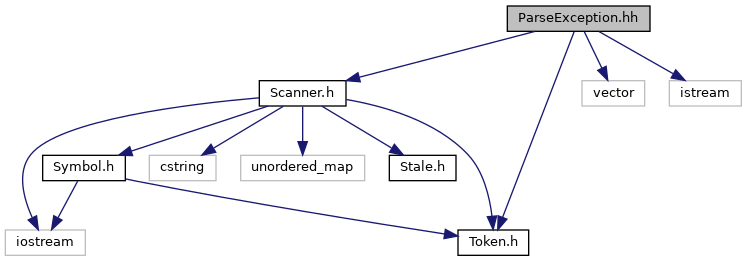 ParseException.hh
Scanner.h
vector
istream
Symbol.h
cstring
unordered_map
Stale.h
iostream
Token.h